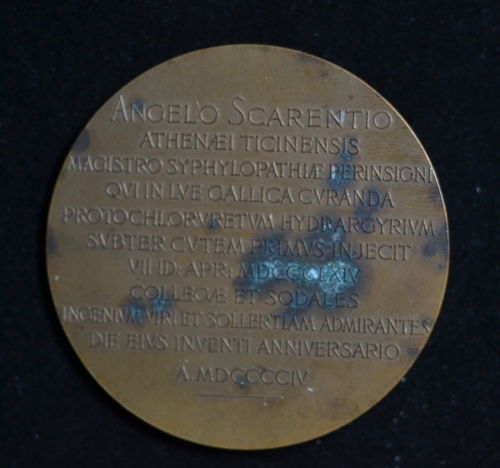 ANGELO SCARENTIO
ATHENÆI TICINENSIS
MAGISTRO SYPHYLOPATHIÆ PERINSIGNI
QVI IN LVE GALLICA CVRANDA
PROTOCHLORVRETVM HYDRARGYRIVM
SVBTER CVTEM PRIMVS INJECIT
VII ID: APR: MDCCCLXIV
COLLEGÆ ET SODALES
INGENIVM VIRI ET SOLLERTIAM ADMIRANTES
DIE EIVS INVENTI ANNIVERSARIO
A. MDCCCCIV